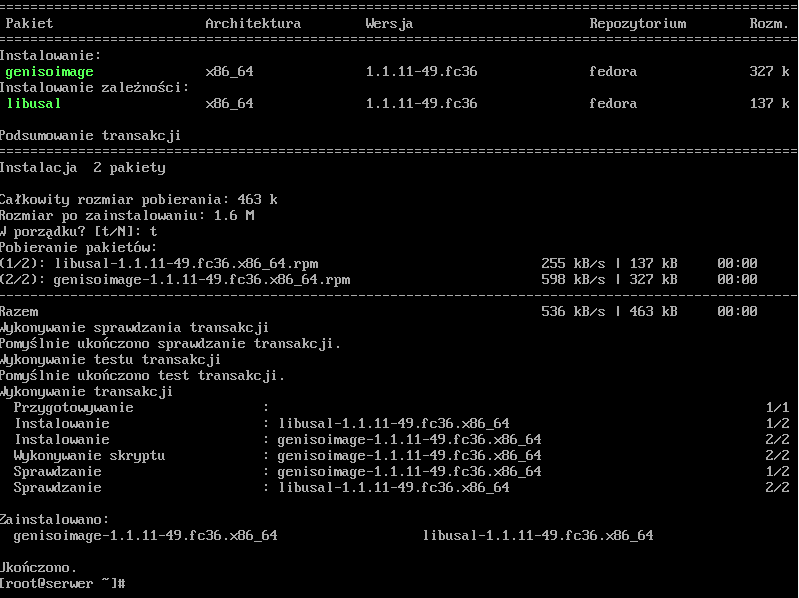 ================================================================================
Pakiet Architektura Wersja Repozytorium Rozm.
================================================================================
Instalowanie:
genisoimage x86_64 1.1.11-49.fc36 fedora 327 k
Instalowanie zależności:
libusal x86_64 1.1.11-49.fc36 fedora 137 k

Podsumowanie transakcji
================================================================================
Instalacja  2 pakiety

Całkowity rozmiar pobierania: 463 k
Rozmiar po zainstalowaniu: 1.6 M
W porządku? [t/N]: t
Pobieranie pakietów:
(1/2): libusal-1.1.11-49.fc36.x86_64.rpm 255 kB/s | 137 kB 00:00
(2/2): genisoimage-1.1.11-49.fc36.x86_64.rpm 598 kB/s | 327 kB 00:00
--------------------------------------------------------------------------------
Razem 536 kB/s | 463 kB 00:00
Wykonywanie sprawdzania transakcji
Pomyślnie ukończono sprawdzanie transakcji.
Wykonywanie testu transakcji
Pomyślnie ukończono test transakcji.
Wykonywanie transakcji
Przygotowywanie : 1/1
Instalowanie : libusal-1.1.11-49.fc36.x86_64 1/2
Instalowanie : genisoimage-1.1.11-49.fc36.x86_64 2/2
Wykonywanie skryptu : genisoimage-1.1.11-49.fc36.x86_64 2/2
Sprawdzanie : genisoimage-1.1.11-49.fc36.x86_64 1/2
Sprawdzanie : libusal-1.1.11-49.fc36.x86_64 2/2

Zainstalowano:
genisoimage-1.1.11-49.fc36.x86_64 libusal-1.1.11-49.fc36.x86_64

Ukończono.
[root@serwer ~]#